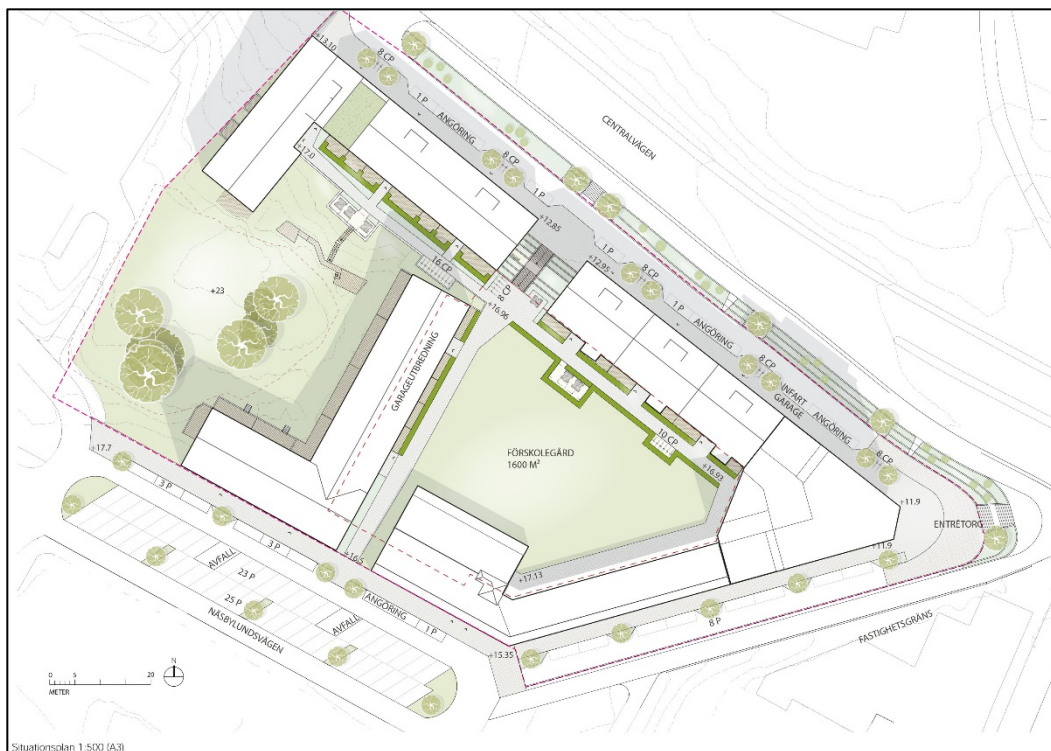 +13.10
8 CP
1 P
ANGÖRING
CENTRALVÄGEN
+17.0
8 CP
1 P
+12.85
1 P
+12.95
8 CP
1 P
16 CP
8 CP
+16.96
ANGÖRING
+23
GARAGEUTBREDNING
8 CP
INFART
GARAGE
ANGÖRING
10 CP
FÖRSKOLEGÅRD
1600 M²
+16.93
8 CP
+11.9
ENTRÉTORG
+17.7
3 P
3 P
+16.5
+17.13
+11.9
AVFALL
23 P
25 P
ANGÖRING
AVFALL
1 P
8 P
NÄSBYLUNDSVÄGEN
FASTIGHETSGRÄNS
+15.35
0 5 10 20
METER
N
Situationsplan 1:500 (A3)